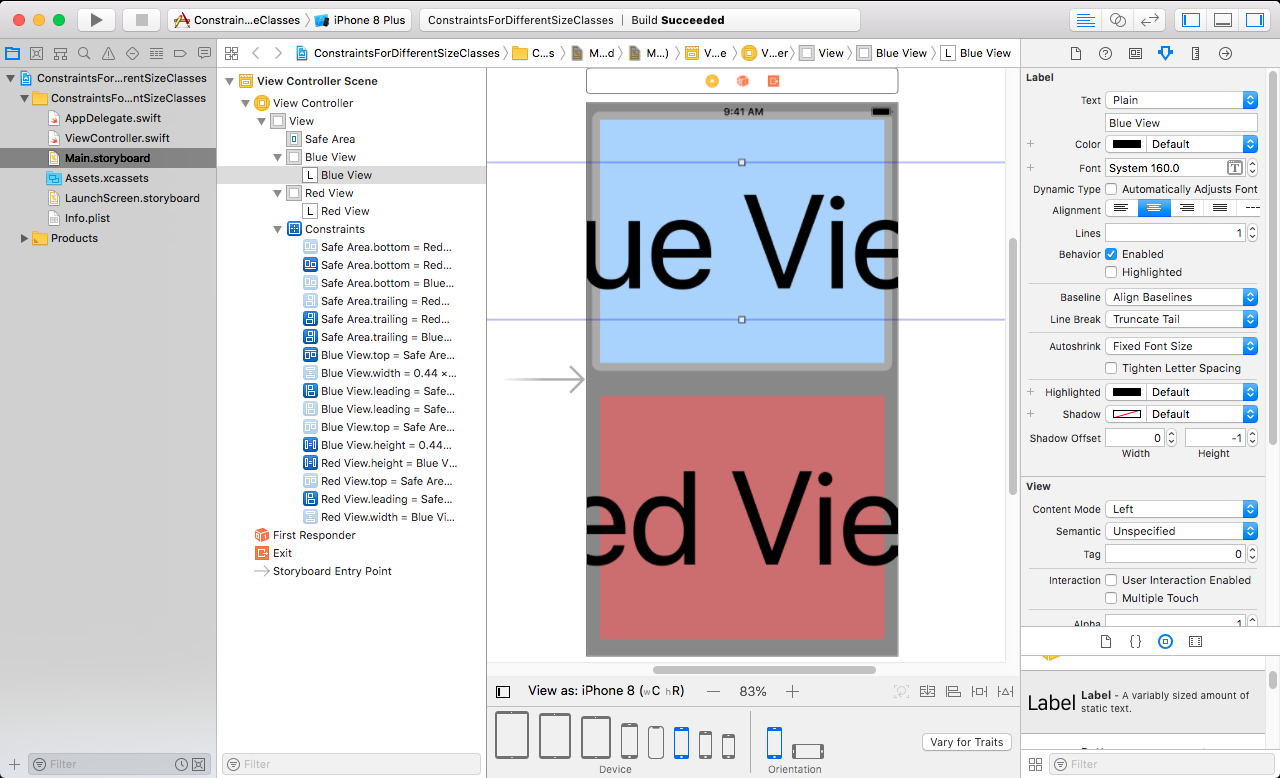 Constrain...eClasses
iPhone 8 Plus
ConstraintsForDifferentSizeClasses | Build Succeeded
ConstraintsForDifferentSizeClasses
C...s
M...d
M...)
V...e
V...er
View
Blue View
L Blue View
ConstraintsFor...rentSizeClasses
ConstraintsFo...ntSizeClasses
AppDelegate.swift
ViewController.swift
Main.storyboard
Assets.xcassets
LaunchScreen.storyboard
Info.plist
Products
Filter
View Controller Scene
View Controller
View
Safe Area
Blue View
L Blue View
Red View
L Red View
Constraints
Safe Area.bottom = Red...
Safe Area.bottom = Red...
Safe Area.bottom = Blue...
Safe Area.trailing = Red...
Safe Area.trailing = Red...
Safe Area.trailing = Blue...
Blue View.top = Safe Are...
Blue View.width = 0.44 ×...
Blue View.leading = Safe...
Blue View.leading = Safe...
Blue View.top = Safe Are...
Blue View.height = 0.44...
Red View.height = Blue V...
Red View.top = Safe Are...
Red View.leading = Safe...
Red View.width = Blue Vi...
First Responder
Exit
Storyboard Entry Point
Filter
9:41 AM
ue Vie
ed Vie
View as: iPhone 8 (wC hR)
— 83% +
Device
Orientation
Vary for Traits
Label
Text Plain
Blue View
+ Color Default
+ Font System 160.0 T
Dynamic Type Automatically Adjusts Font
Alignment
Lines 1
Behavior Enabled
Highlighted
Baseline Align Baselines
Line Break Truncate Tail
Autoshrink Fixed Font Size
Tighten Letter Spacing
+ Highlighted Default
+ Shadow Default
Shadow Offset 0 -1
Width Height
View
Content Mode Left
Semantic Unspecified
Tag 0
Interaction User Interaction Enabled
Multiple Touch
Alpha 1
{}
Label Label - A variably sized amount of
static text.
Filter